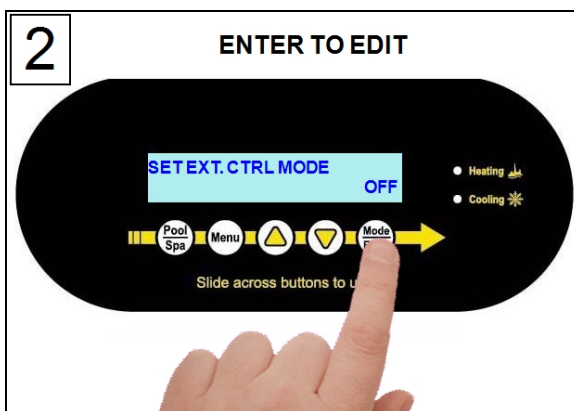 2
ENTER TO EDIT
SET EXT. CTRL MODE
OFF
Heating
Cooling
Pool
Spa
Menu
Mode
Slide across buttons to